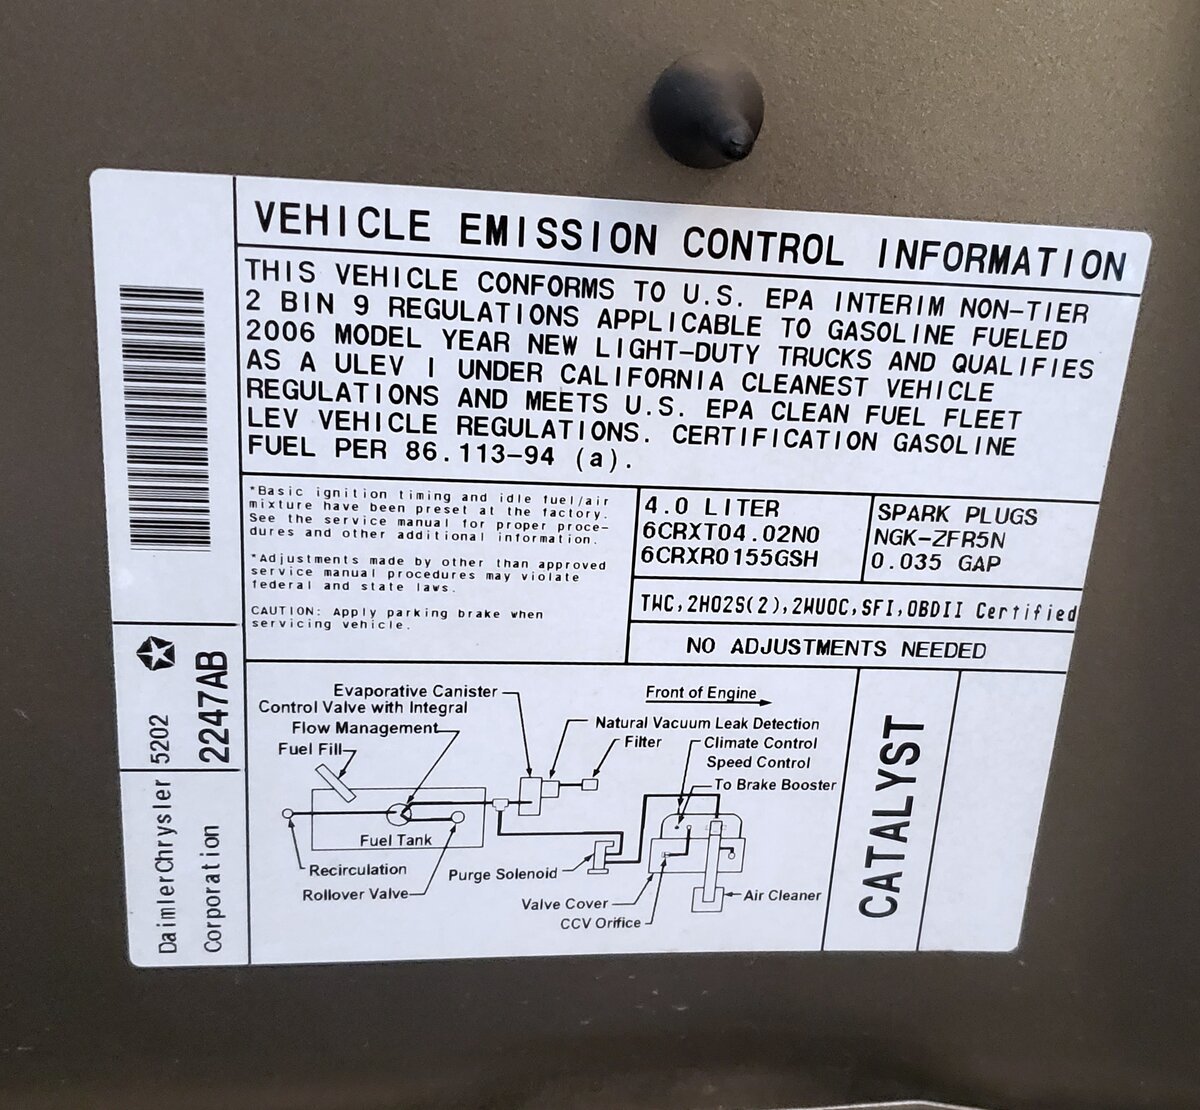 VEHICLE EMISSION CONTROL INFORMATION
THIS VEHICLE CONFORMS TO U.S. EPA INTERIM NON-TIER
2 BIN 9 REGULATIONS APPLICABLE TO GASOLINE FUELED
2006 MODEL YEAR NEW LIGHT-DUTY TRUCKS AND QUALIFIES
AS A ULEV I UNDER CALIFORNIA CLEANEST VEHICLE
REGULATIONS AND MEETS U.S. EPA CLEAN FUEL FLEET
LEV VEHICLE REGULATIONS. CERTIFICATION GASOLINE
FUEL PER 86.113-94 (a).
*Basic ignition timing and idle fuel/air
mixture have been preset at the factory.
See the service manual for proper proce-
dures and other additional information.
*Adjustments made by other than approved
service manual procedures may violate
federal and state laws.
CAUTION: Apply parking brake when
servicing vehicle.
4.0 LITER
6CRXT04.02N0
6CRXR0155GSH
SPARK PLUGS
NGK-ZFR5N
0.035 GAP
TWC,2HO2S(2),2WUOC,SFI,OBDII Certified
NO ADJUSTMENTS NEEDED
Evaporative Canister
Control Valve with Integral
Flow Management
Fuel Fill
Fuel Tank
Recirculation
Rollover Valve
Front of Engine
Natural Vacuum Leak Detection
Filter
Climate Control
Speed Control
To Brake Booster
Purge Solenoid
Valve Cover
CCV Orifice
Air Cleaner
CATALYST
DaimlerChrysler 5202
Corporation 2247AB